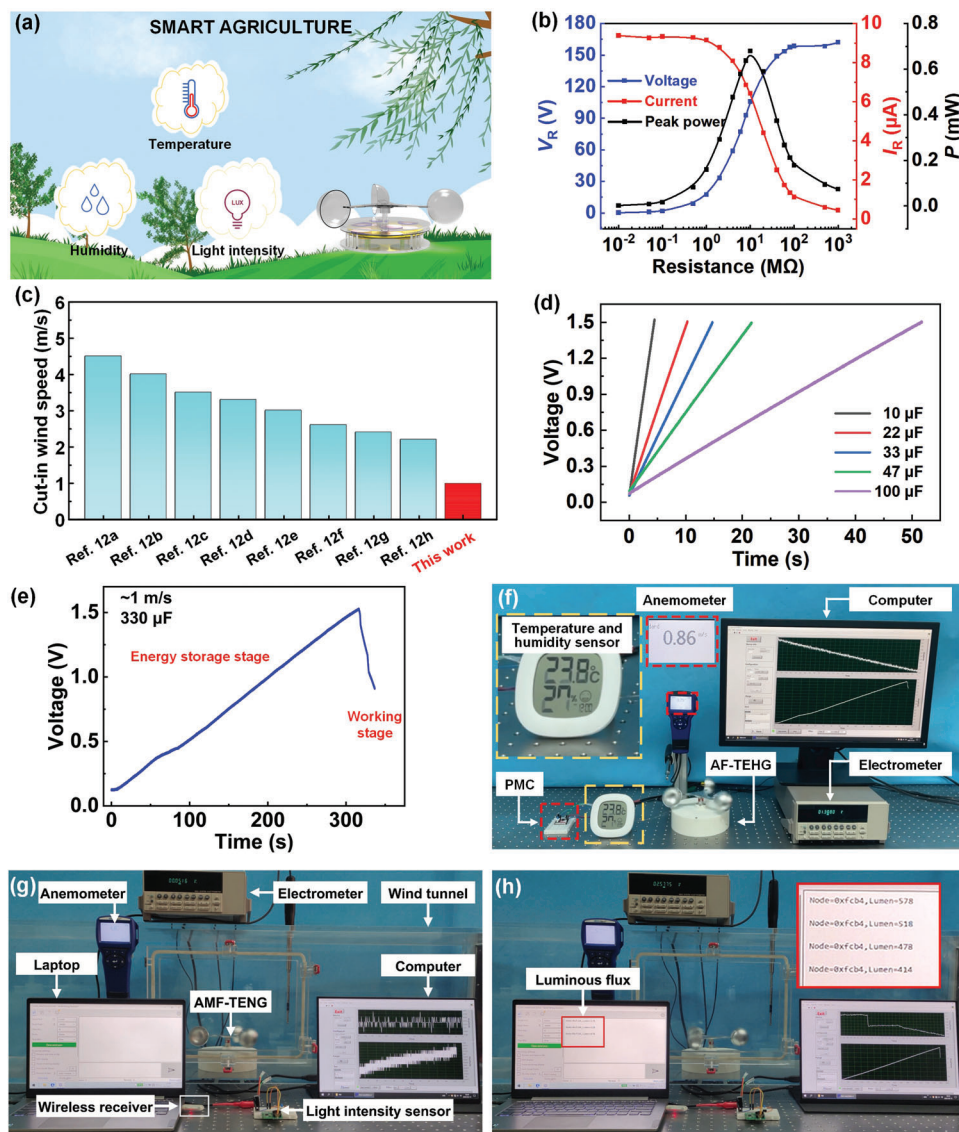 (a)
SMART AGRICULTURE
Temperature
Humidity
LUX
Light intensity
(b)
180
150
120
90
60
30
0
V_R (V)
Voltage
Current
Peak power
10
8
6
4
2
0
I_R (µA)
0.8
0.6
0.4
0.2
0.0
P (mW)
10⁻² 10⁻¹ 10⁰ 10¹ 10² 10³
Resistance (MΩ)
(c)
6
5
4
3
2
1
0
Cut-in wind speed (m/s)
Ref. 12a
Ref. 12b
Ref. 12c
Ref. 12d
Ref. 12e
Ref. 12f
Ref. 12g
Ref. 12h
This work
(d)
1.5
1.2
0.9
0.6
0.3
0.0
Voltage (V)
10 µF
22 µF
33 µF
47 µF
100 µF
0 10 20 30 40 50
Time (s)
(e)
~1 m/s
330 µF
1.5
1.0
0.5
0.0
Voltage (V)
Energy storage stage
Working
stage
0 100 200 300
Time (s)
(f)
Anemometer
Computer
Temperature and
humidity sensor
0.86
23.8°C
37%
PMC
AF-TEHG
Electrometer
(g)
Anemometer
Electrometer
Wind tunnel
Laptop
AMF-TENG
Computer
Wireless receiver
Light intensity sensor
(h)
Luminous flux
Node=0xfcb4,Lumen=578
Node=0xfcb4,Lumen=518
Node=0xfcb4,Lumen=478
Node=0xfcb4,Lumen=414